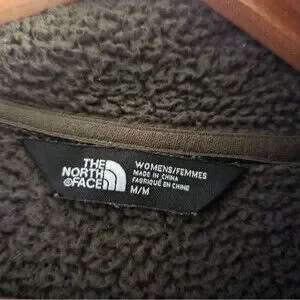 THE
NORTH
FACE
WOMENS/FEMMES
MADE IN CHINA
FABRIQUÉ EN CHINE
M/M